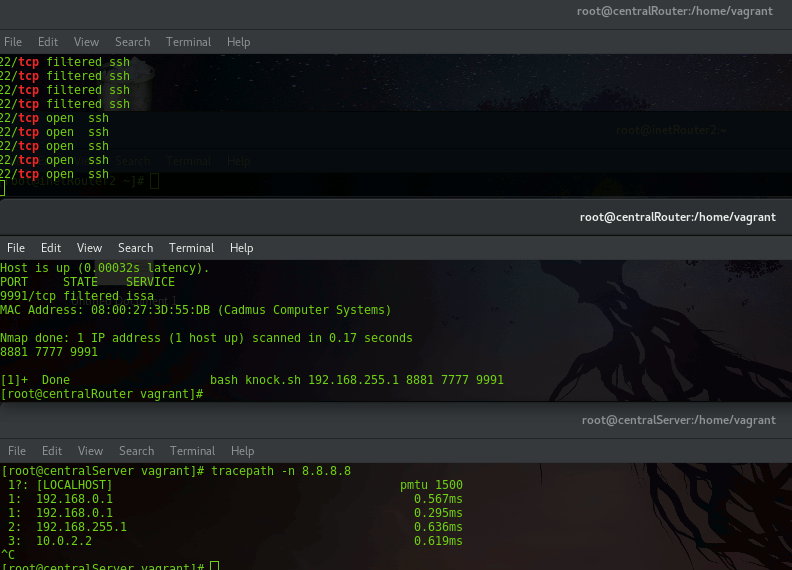 root@centralRouter:/home/vagrant
File Edit View Search Terminal Help
22/tcp filtered ssh
22/tcp filtered ssh
22/tcp filtered ssh
22/tcp filtered ssh
22/tcp open  ssh
22/tcp open  ssh
root@inetRouter2:~
22/tcp open  ssh
22/tcp open  ssh
Search Terminal Help
22/tcp open  ssh
root@inetRouter2 ~]#
root@centralRouter:/home/vagrant
File Edit View Search Terminal Help
Host is up (0.00032s latency).
PORT     STATE    SERVICE
9991/tcp filtered issa
MAC Address: 08:00:27:3D:55:DB (Cadmus Computer Systems)
Nmap done: 1 IP address (1 host up) scanned in 0.17 seconds
8881 7777 9991
[1]+  Done                    bash knock.sh 192.168.255.1 8881 7777 9991
[root@centralRouter vagrant]#
root@centralServer:/home/vagrant
File Edit View Search Terminal Help
[root@centralServer vagrant]# tracepath -n 8.8.8.8
 1?: [LOCALHOST]                                         pmtu 1500
 1:  192.168.0.1                                           0.567ms
 1:  192.168.0.1                                           0.295ms
 2:  192.168.255.1                                         0.636ms
 3:  10.0.2.2                                              0.619ms
^C
[root@centralServer vagrant]#